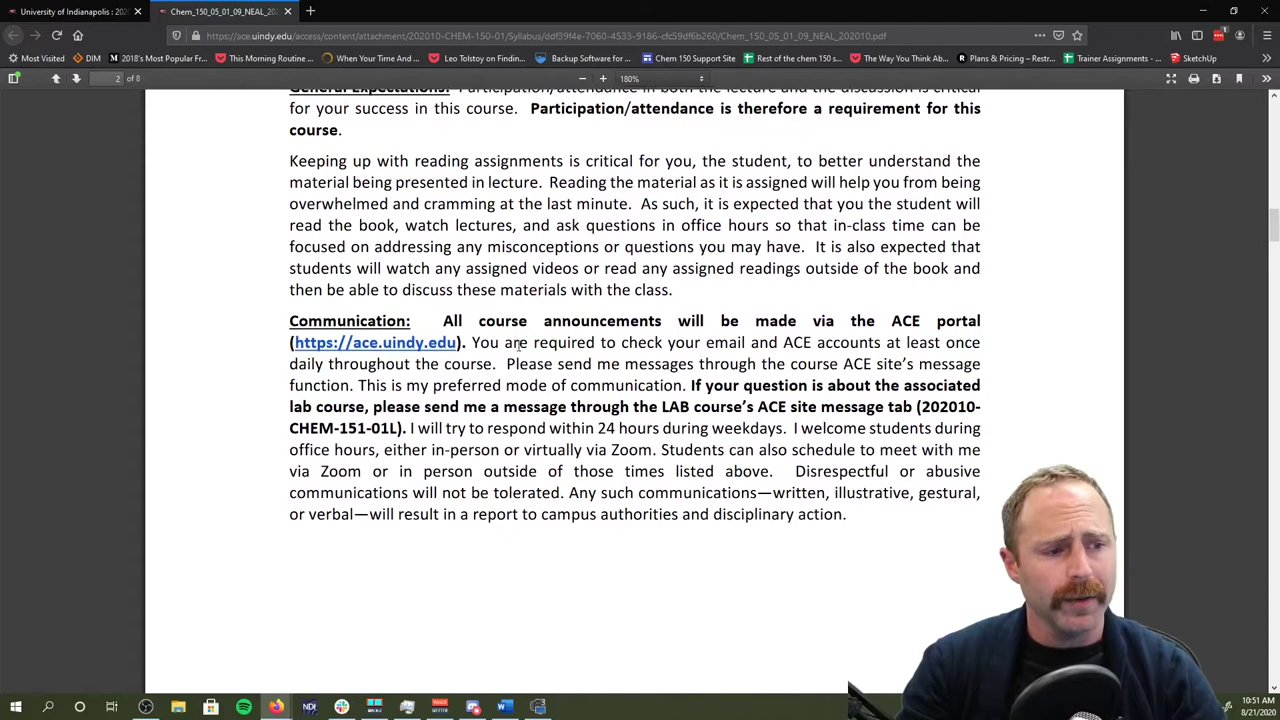 University of Indianapolis : 202
Chem_150_05_01_09_NEAL_202010
https://ace.uindy.edu/access/content/attachment/202010-CHEM-150-01/Syllabus/ddf39f4e-7060-4533-9186-cfc59df6b260/Chem_150_05_01_09_NEAL_202010.pdf
Most Visited
DIM
2018's Most Popular Fr...
This Morning Routine ...
When Your Time And ...
Leo Tolstoy on Findin...
Backup Software for ...
Chem 150 Support Site
Rest of the chem 150 s...
The Way You Think Ab...
Plans & Pricing – Restr...
Trainer Assignments -...
SketchUp
2 of 8
180%
General Expectations: Participation/attendance in both the lecture and the discussion is critical
for your success in this course. Participation/attendance is therefore a requirement for this
course.
Keeping up with reading assignments is critical for you, the student, to better understand the
material being presented in lecture. Reading the material as it is assigned will help you from being
overwhelmed and cramming at the last minute. As such, it is expected that you the student will
read the book, watch lectures, and ask questions in office hours so that in-class time can be
focused on addressing any misconceptions or questions you may have. It is also expected that
students will watch any assigned videos or read any assigned readings outside of the book and
then be able to discuss these materials with the class.
Communication: All course announcements will be made via the ACE portal
(https://ace.uindy.edu). You are required to check your email and ACE accounts at least once
daily throughout the course. Please send me messages through the course ACE site's message
function. This is my preferred mode of communication. If your question is about the associated
lab course, please send me a message through the LAB course's ACE site message tab (202010-
CHEM-151-01L). I will try to respond within 24 hours during weekdays. I welcome students during
office hours, either in-person or virtually via Zoom. Students can also schedule to meet with me
via Zoom or in person outside of those times listed above. Disrespectful or abusive
communications will not be tolerated. Any such communications—written, illustrative, gestural,
or verbal—will result in a report to campus authorities and disciplinary action.
10:51 AM
8/21/2020